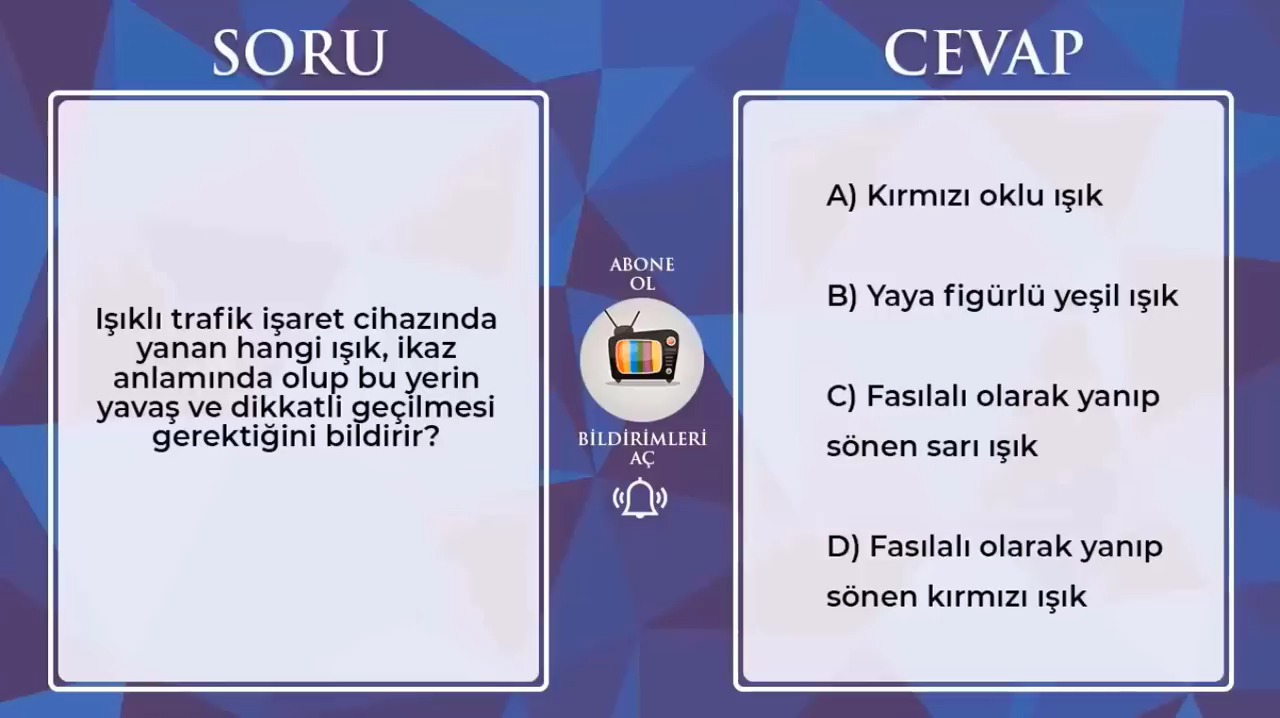 SORU
Işıklı trafik işaret cihazında
yanan hangi ışık, ikaz
anlamında olup bu yerin
yavaş ve dikkatli geçilmesi
gerektiğini bildirir?
ABONE
OL
BİLDİRİMLERİ
AÇ
CEVAP
A) Kırmızı oklu ışık
B) Yaya figürlü yeşil ışık
C) Fasılalı olarak yanıp
sönen sarı ışık
D) Fasılalı olarak yanıp
sönen kırmızı ışık